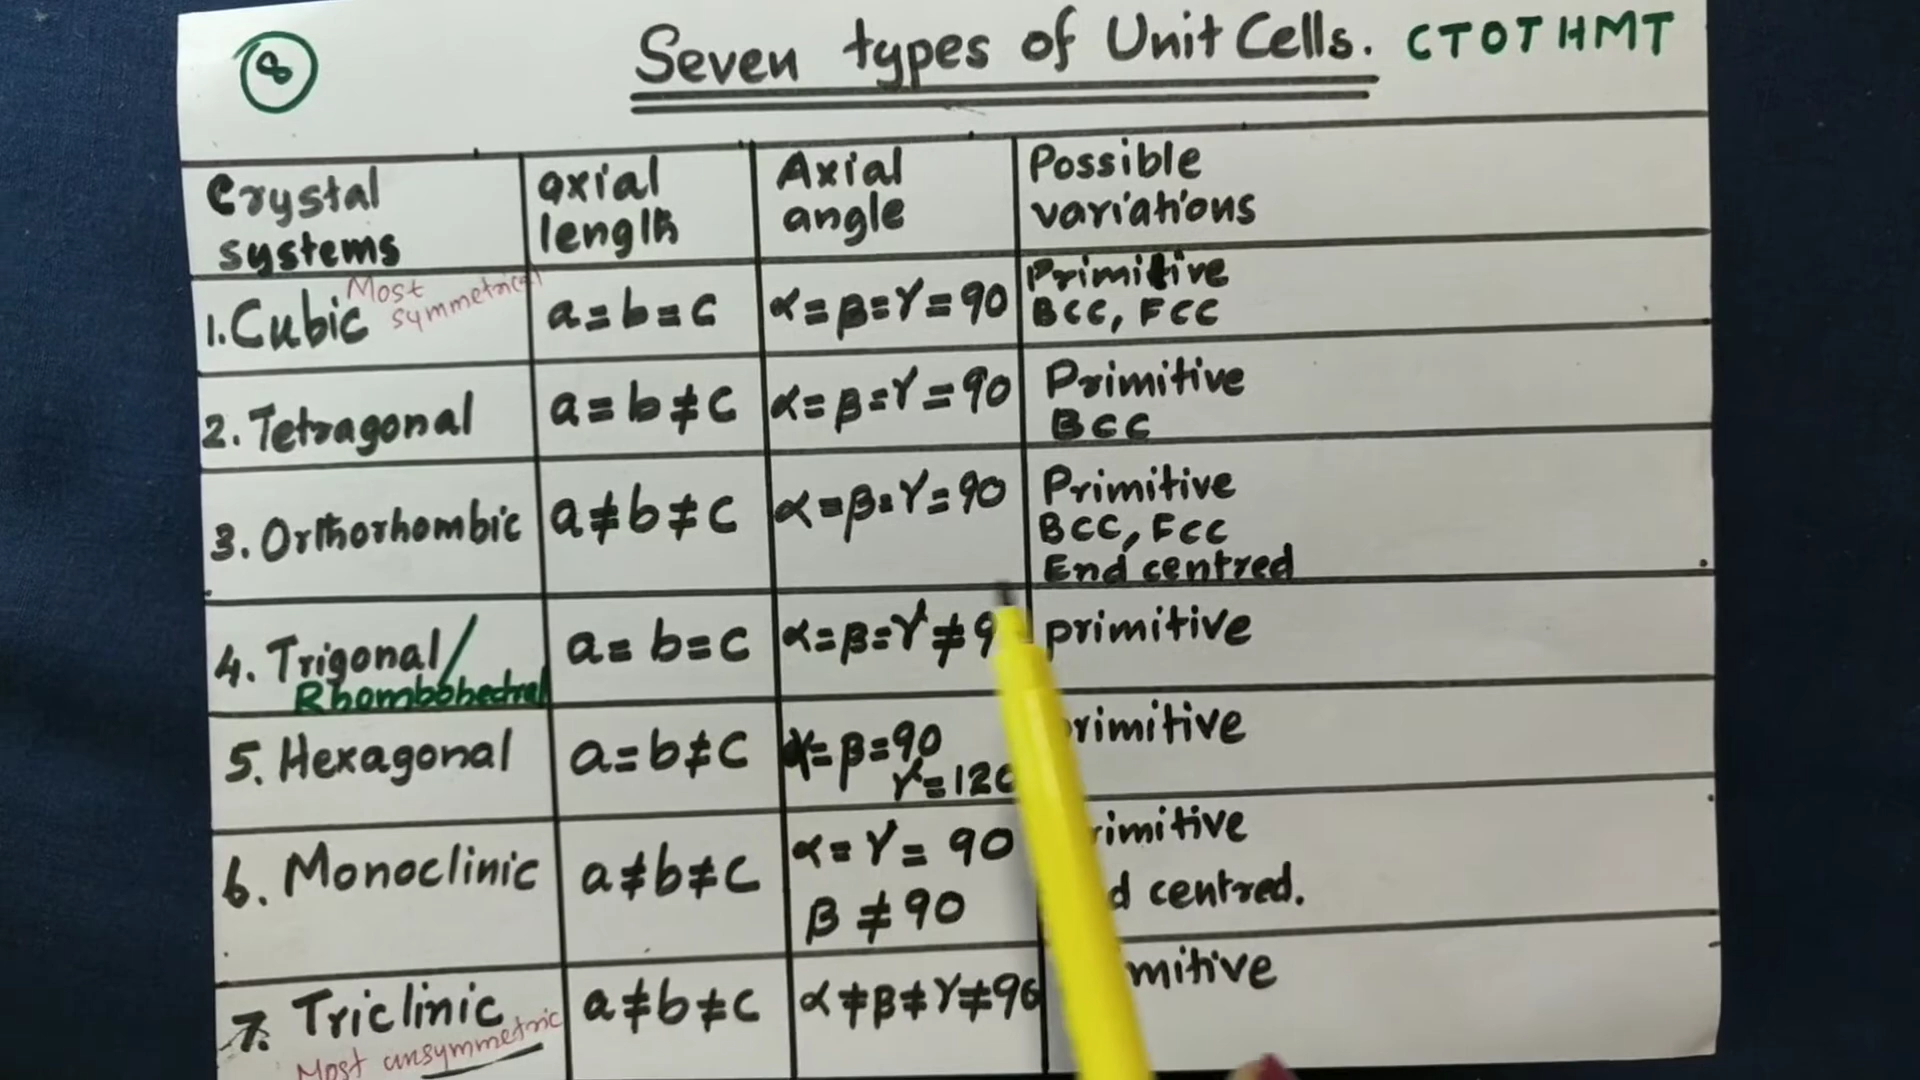 8
Seven types of Unit Cells. CTOTHMT
Crystal systems
axial length
Axial angle
Possible variations
1. Cubic Most symmetrical
a = b = c
α = β = γ = 90
Primitive
BCC, FCC
2. Tetragonal
a = b ≠ c
α = β = γ = 90
Primitive
BCC
3. Orthorhombic
a ≠ b ≠ c
α = β = γ = 90
Primitive
BCC, FCC
End centred
4. Trigonal/
Rhombohedral
a = b = c
α = β = γ ≠ 9
primitive
5. Hexagonal
a = b ≠ c
α = β = 90
γ = 120
rimitive
6. Monoclinic
a ≠ b ≠ c
α = γ = 90
β ≠ 90
rimitive
d centred.
7. Triclinic
Most unsymmetric
a ≠ b ≠ c
α ≠ β ≠ γ ≠ 90
mitive